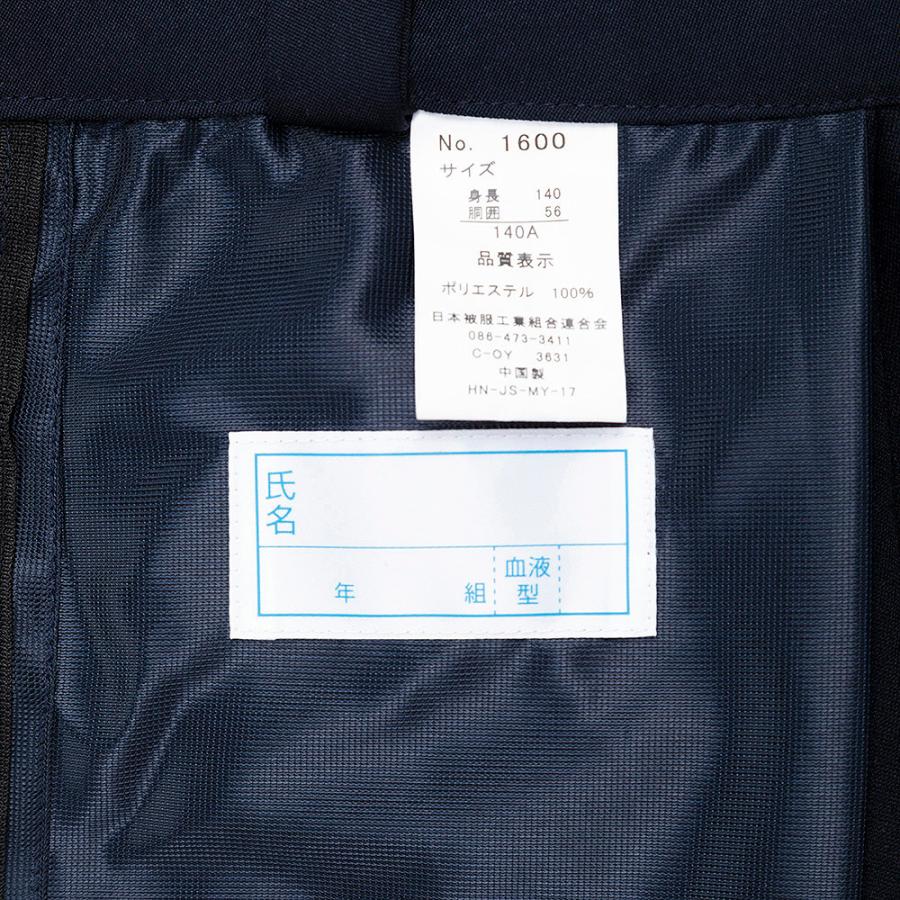 No. 1600
サイズ
身長 140
胴囲 56
140A
品質表示
ポリエステル 100%
日本被服工業組合連合会
086-473-3411
C-OY 3631
中国製
HN-JS-MY-17
氏名
年 組 血液型